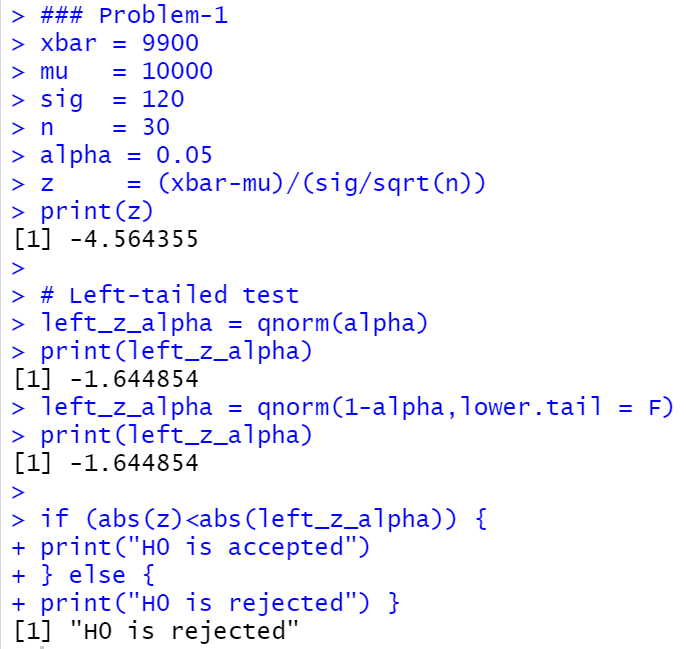 > ### Problem-1
> xbar = 9900
> mu   = 10000
> sig  = 120
> n    = 30
> alpha = 0.05
> z     = (xbar-mu)/(sig/sqrt(n))
> print(z)
[1] -4.564355
>
> # Left-tailed test
> left_z_alpha = qnorm(alpha)
> print(left_z_alpha)
[1] -1.644854
> left_z_alpha = qnorm(1-alpha,lower.tail = F)
> print(left_z_alpha)
[1] -1.644854
>
> if (abs(z)<abs(left_z_alpha)) {
+ print("H0 is accepted")
+ } else {
+ print("H0 is rejected") }
[1] "H0 is rejected"